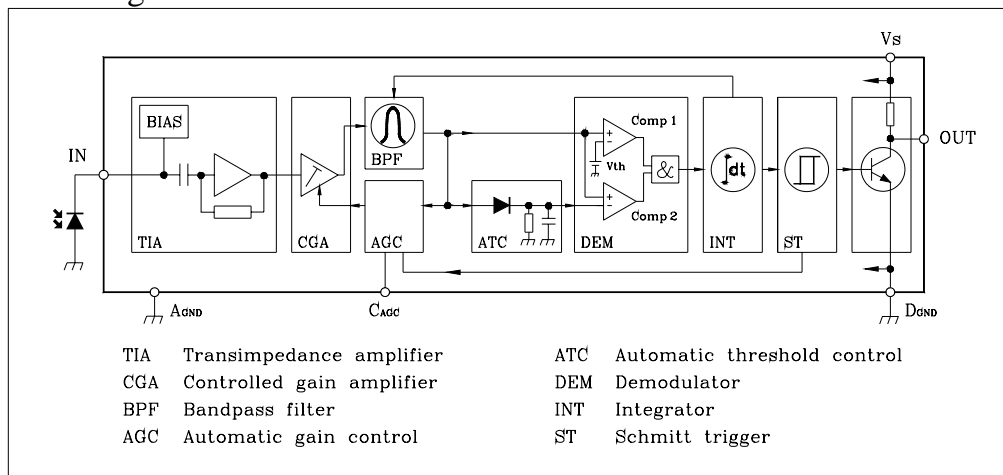 Vs
BIAS
Comp 1
IN
BPF
Vth
&
∫dt
OUT
Comp 2
TIA
CGA
AGC
ATC
DEM
INT
ST
AGND
CAGC
DGND
TIA Transimpedance amplifier
CGA Controlled gain amplifier
BPF Bandpass filter
AGC Automatic gain control
ATC Automatic threshold control
DEM Demodulator
INT Integrator
ST Schmitt trigger